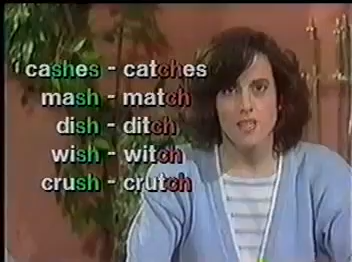 cashes - catches
mash - match
dish - ditch
wish - witch
crush - crutch